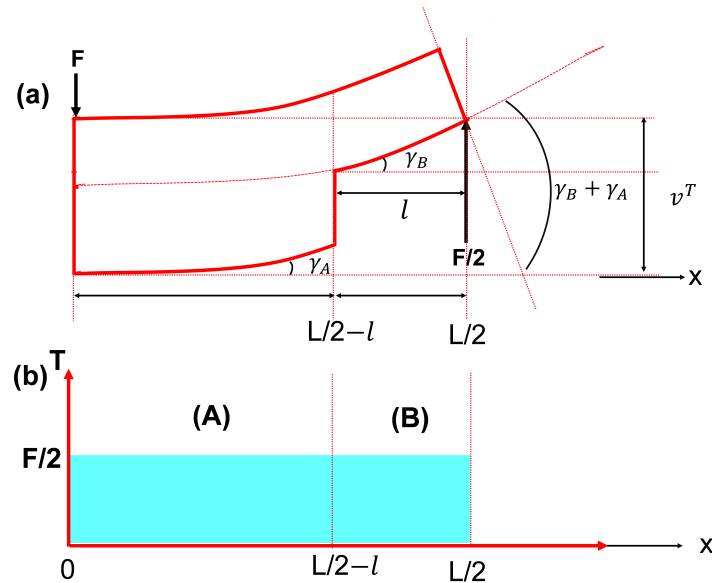 F
(a)
γ_B
γ_B + γ_A
v^T
l
F/2
γ_A
X
L/2−l
L/2
(b)
T
(A)
(B)
F/2
X
0
L/2−l
L/2